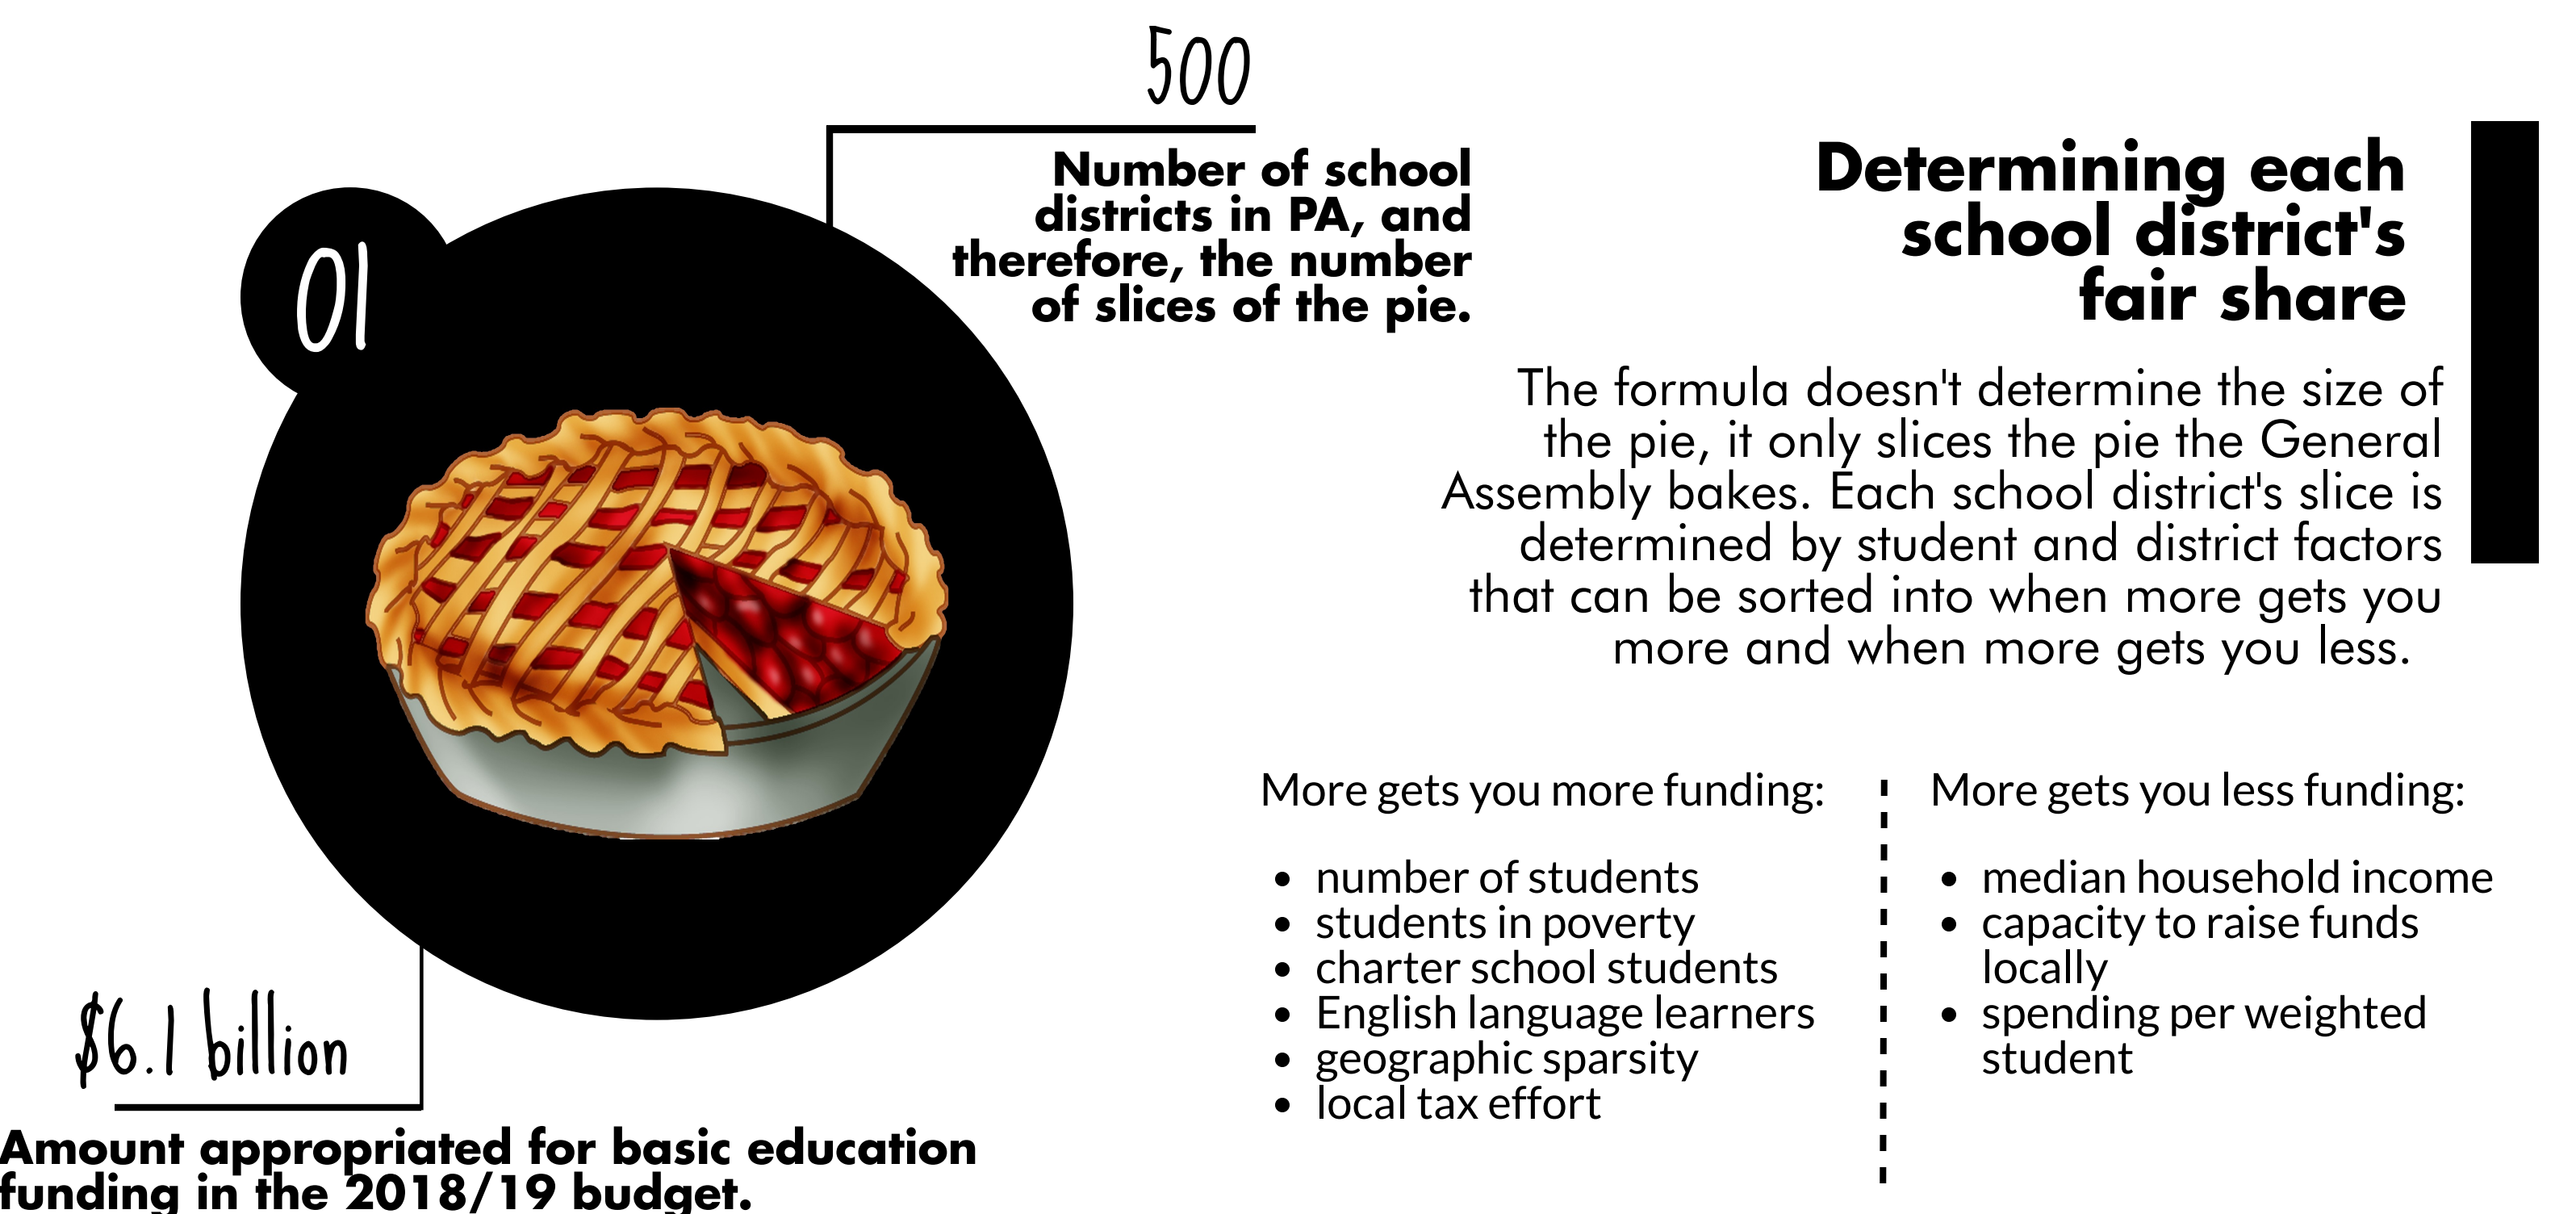 500
Number of school
districts in PA, and
therefore, the number
of slices of the pie.
01
$6.1 billion
Amount appropriated for basic education
funding in the 2018/19 budget.
Determining each
school district's
fair share
The formula doesn't determine the size of
the pie, it only slices the pie the General
Assembly bakes. Each school district's slice is
determined by student and district factors
that can be sorted into when more gets you
more and when more gets you less.
More gets you more funding:
• number of students
• students in poverty
• charter school students
• English language learners
• geographic sparsity
• local tax effort
More gets you less funding:
• median household income
• capacity to raise funds
locally
• spending per weighted
student